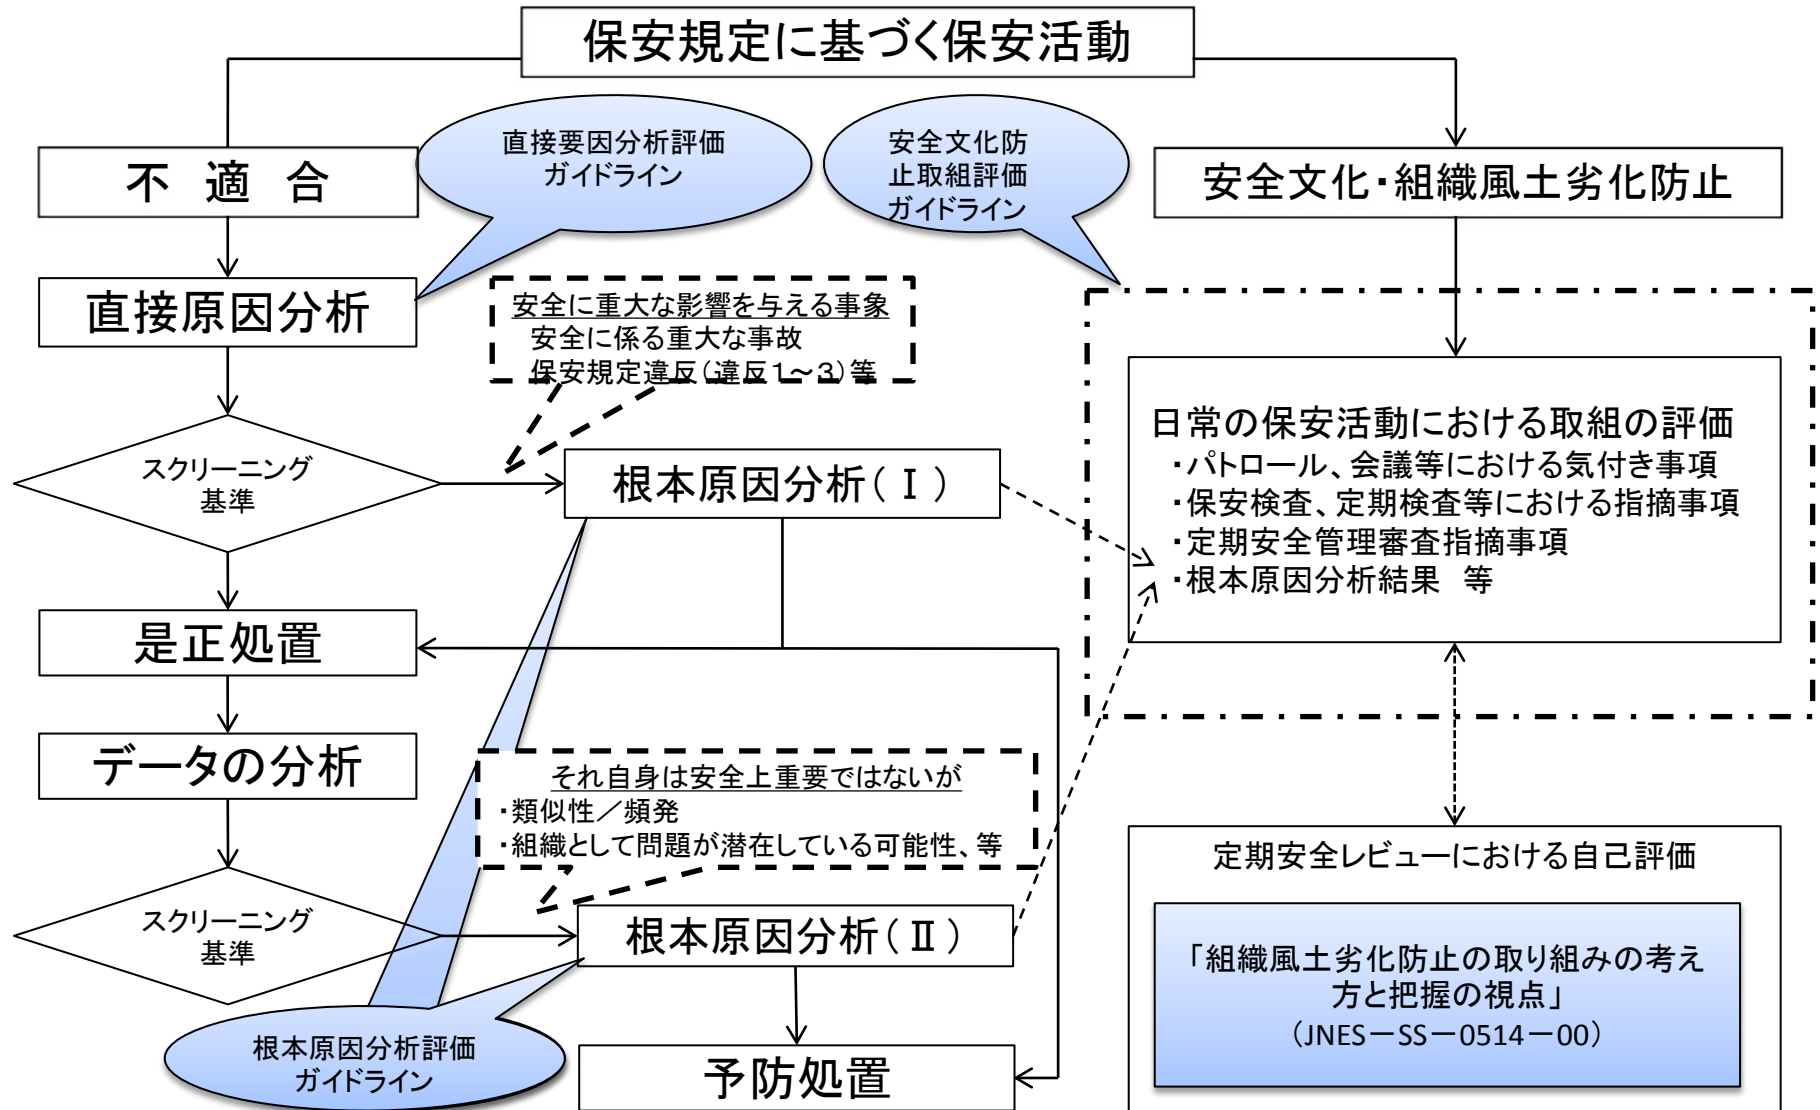 保安規定に基づく保安活動
不　適　合
直接要因分析評価
ガイドライン
安全文化防
止取組評価
ガイドライン
安全文化・組織風土劣化防止
直接原因分析
安全に重大な影響を与える事象
安全に係る重大な事故
保安規定違反（違反１～３）等
スクリーニング
基準
根本原因分析（Ⅰ）
日常の保安活動における取組の評価
・パトロール、会議等における気付き事項
・保安検査、定期検査等における指摘事項
・定期安全管理審査指摘事項
・根本原因分析結果　等
是正処置
データの分析
それ自身は安全上重要ではないが
・類似性／頻発
・組織として問題が潜在している可能性、等
スクリーニング
基準
根本原因分析（Ⅱ）
定期安全レビューにおける自己評価
「組織風土劣化防止の取り組みの考え
方と把握の視点」
（JNES－SS－0514－00）
根本原因分析評価
ガイドライン
予防処置